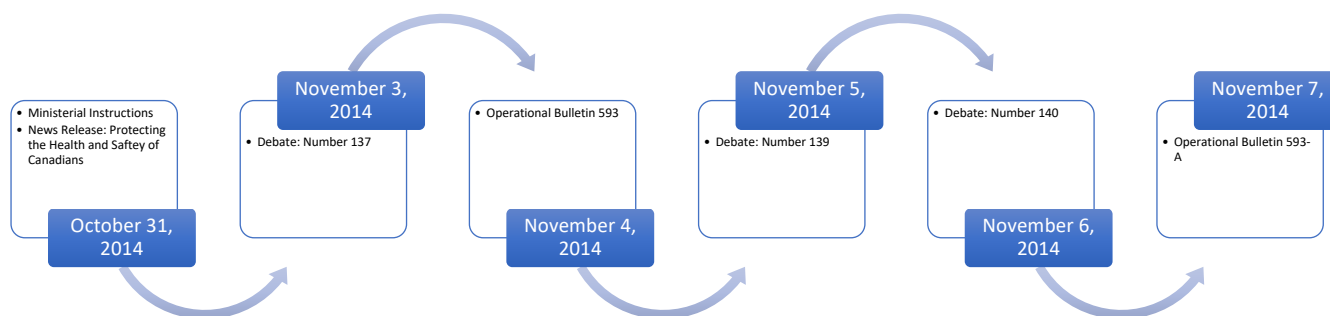 • Ministerial Instructions
• News Release: Protecting
the Health and Saftey of
Canadians
October 31,
2014
November 3,
2014
• Debate: Number 137
• Operational Bulletin 593
November 4,
2014
November 5,
2014
• Debate: Number 139
• Debate: Number 140
November 6,
2014
November 7,
2014
• Operational Bulletin 593-
A